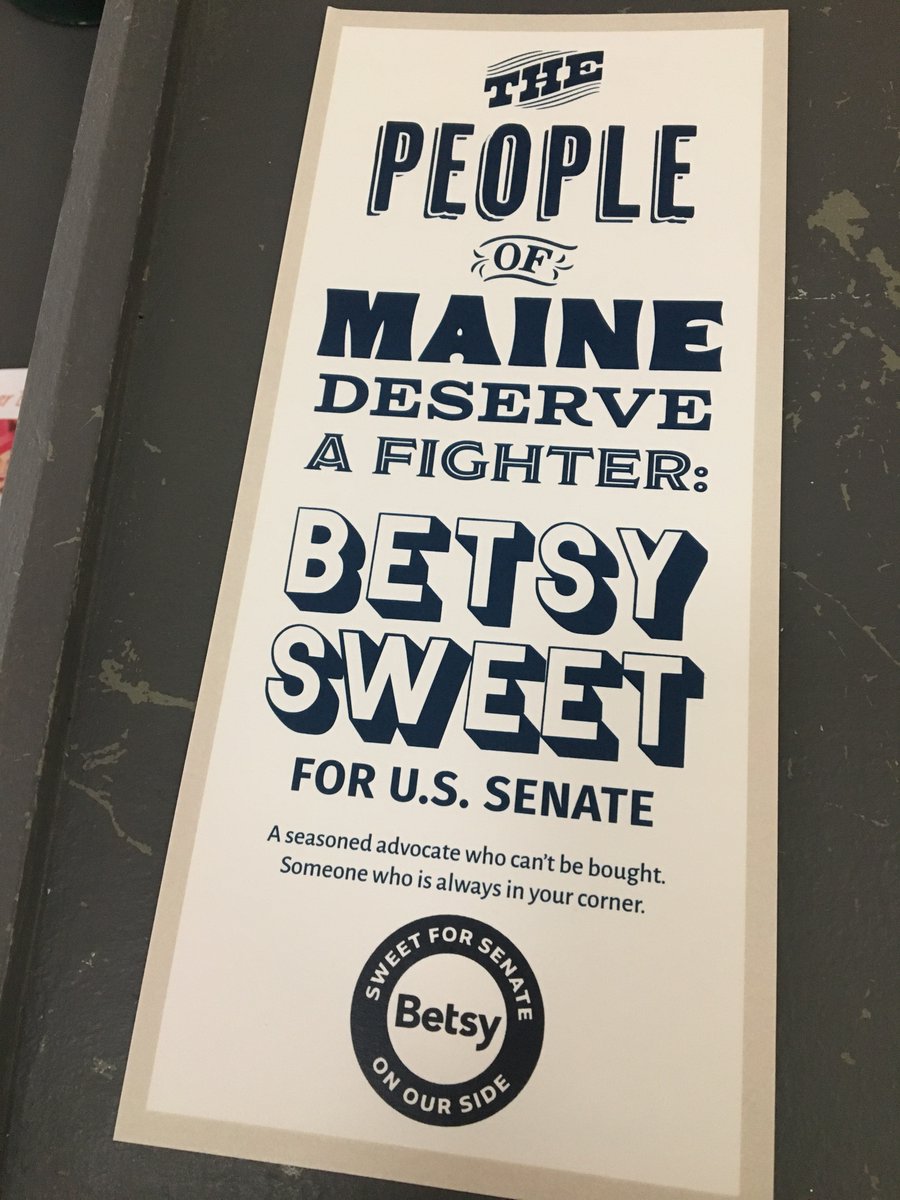 THE
PEOPLE
OF
MAINE
DESERVE
A FIGHTER:
BETSY
SWEET
FOR U.S. SENATE
A seasoned advocate who can't be bought.
Someone who is always in your corner.
SWEET FOR SENATE
Betsy
ON OUR SIDE